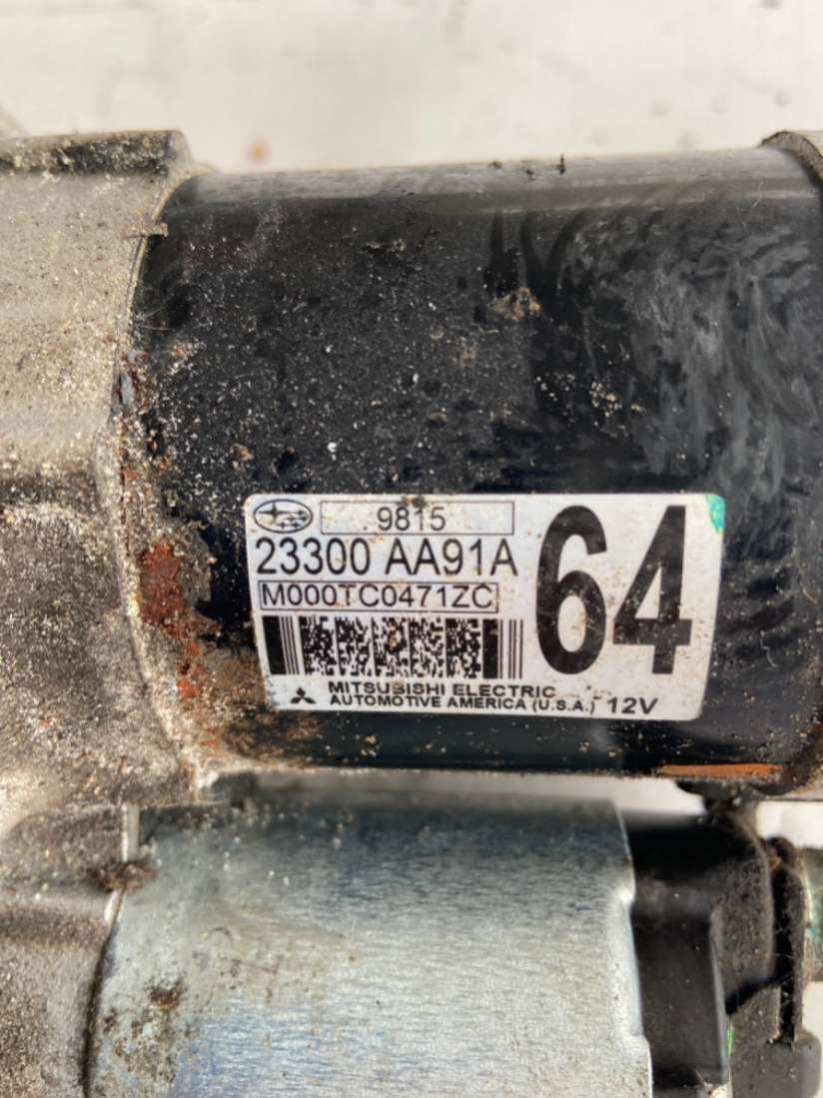 9815
23300 AA91A
M000TC0471ZC
64
MITSUBISHI ELECTRIC
AUTOMOTIVE AMERICA (U.S.A.) 12V